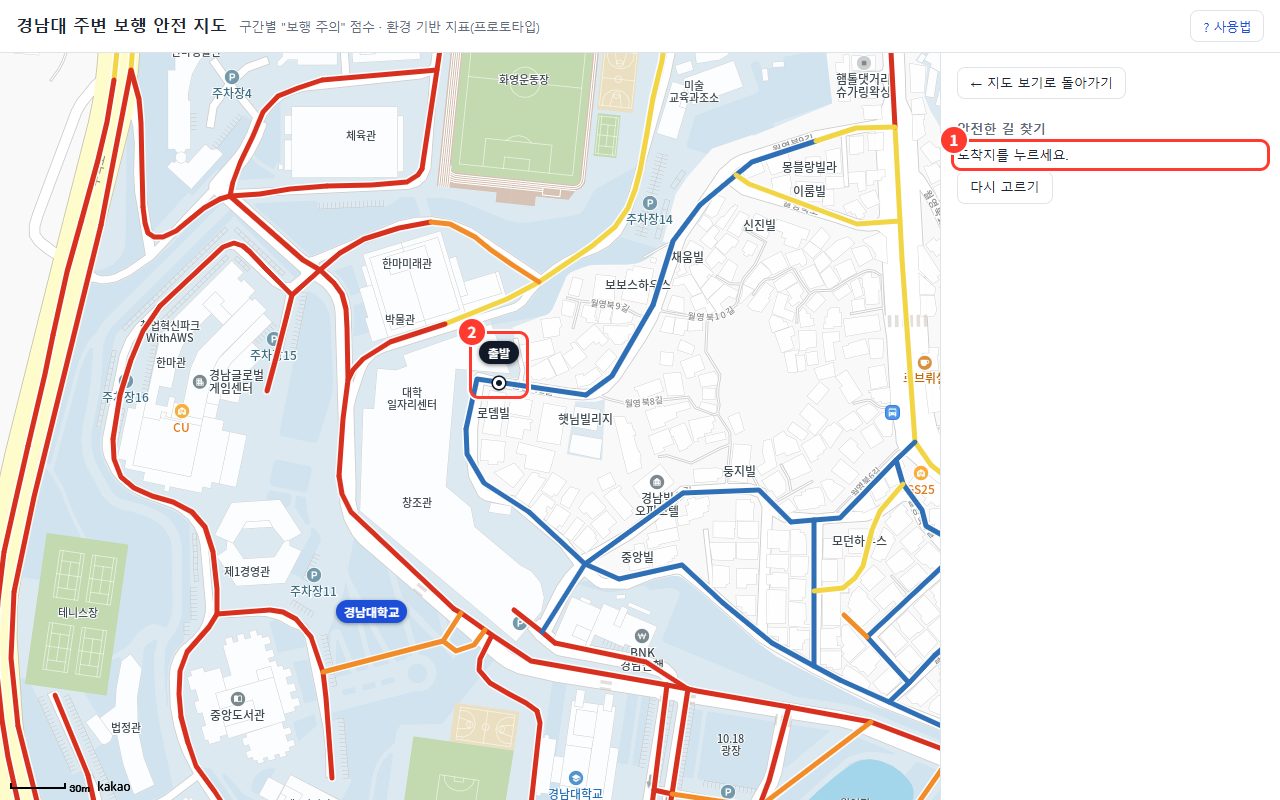 경남대 주변 보행 안전 지도
구간별 "보행 주의" 점수 · 환경 기반 지표(프로토타입)
? 사용법
← 지도 보기로 돌아가기
안전한 길 찾기
1
도착지를 누르세요.
다시 고르기
주차장4
화영운동장
미술
교육과조소
햄톨댓거리
슈가링왁싱
체육관
몽블랑빌라
이룸빌
주차장14
신진빌
채움빌
한마미래관
보보스하우스
월영북9길
월영북10길
박물관
창업혁신파크
WithAWS
2
출발
주차장15
한마관
경남글로벌
게임센터
주차장16
대학
일자리센터
월영북8길
로뎀빌
햇님빌리지
CU
둥지빌
월영북6길
GS25
경남빌
오피스텔
창조관
모던하우스
중앙빌
제1경영관
주차장11
테니스장
경남대학교
P
BNK
경남은행
중앙도서관
법정관
10.18
광장
경남대학교
30m
kakao